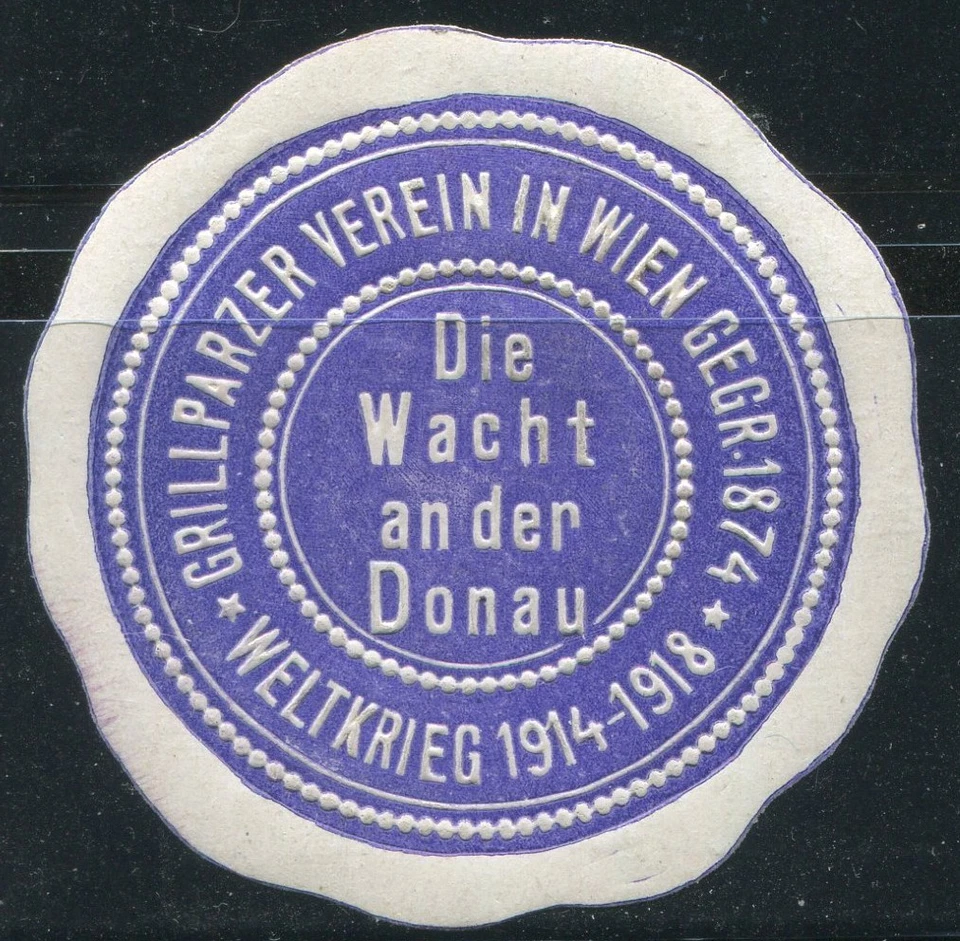 GRILLPARZER VEREIN IN WIEN GEGR. 1874
Die
Wacht
an der
Donau
★ WELTKRIEG 1914-1918 ★